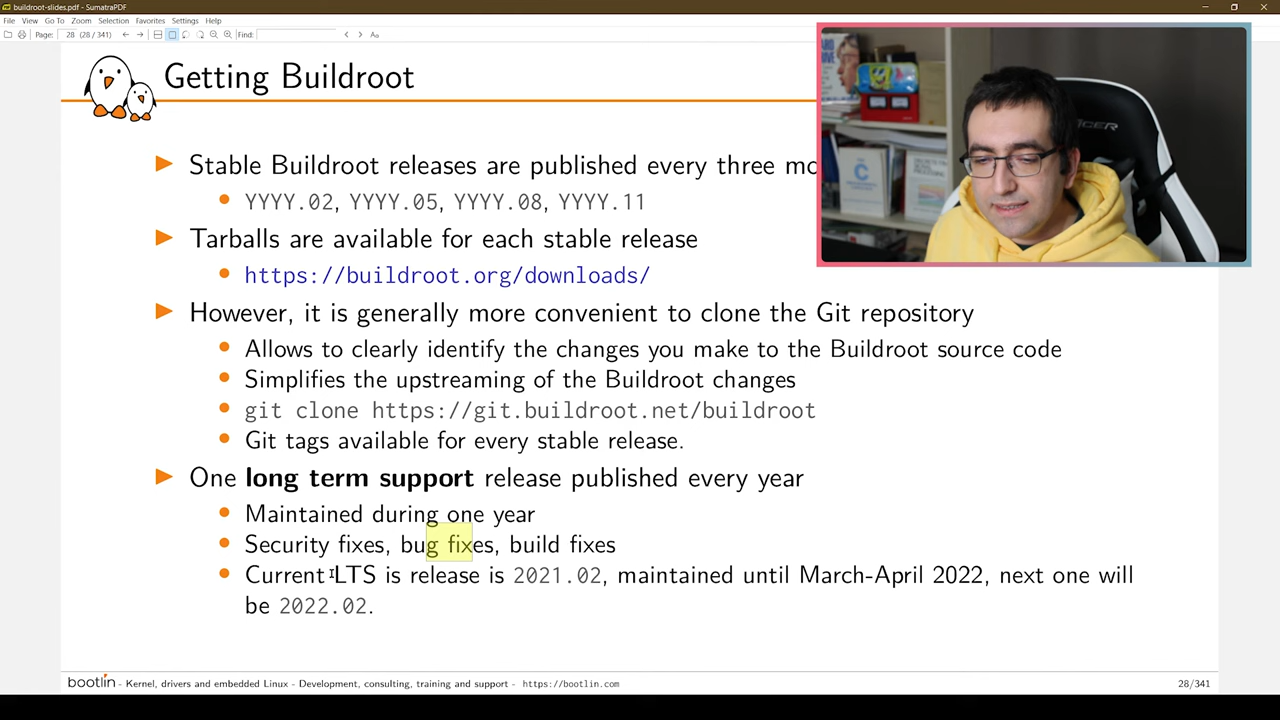 buildroot-slides.pdf - SumatraPDF
File View Go To Zoom Selection Favorites Settings Help
Page: 28 (28 / 341) Find: Aa
Getting Buildroot
Stable Buildroot releases are published every three mo
YYYY.02, YYYY.05, YYYY.08, YYYY.11
Tarballs are available for each stable release
https://buildroot.org/downloads/
However, it is generally more convenient to clone the Git repository
Allows to clearly identify the changes you make to the Buildroot source code
Simplifies the upstreaming of the Buildroot changes
git clone https://git.buildroot.net/buildroot
Git tags available for every stable release.
One long term support release published every year
Maintained during one year
Security fixes, bug fixes, build fixes
Current LTS is release is 2021.02, maintained until March-April 2022, next one will
be 2022.02.
bootlin - Kernel, drivers and embedded Linux - Development, consulting, training and support - https://bootlin.com
28/341